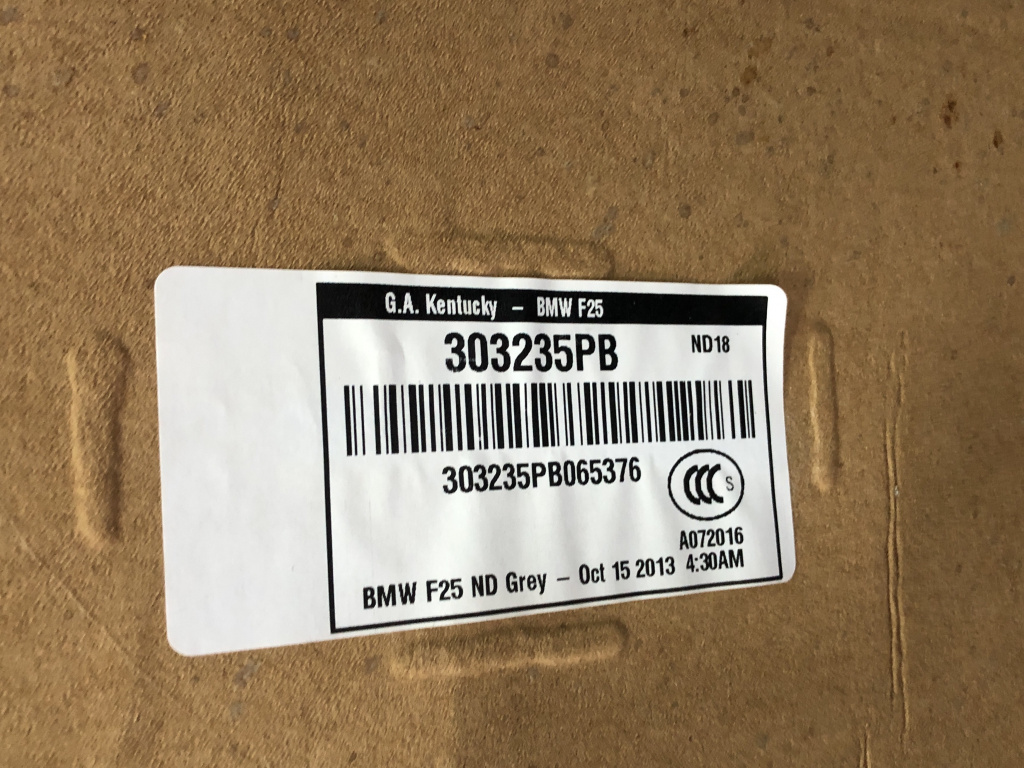 G.A. Kentucky – BMW F25
303235PB ND18
303235PB065376
CCC S
A072016
BMW F25 ND Grey – Oct 15 2013 4:30AM